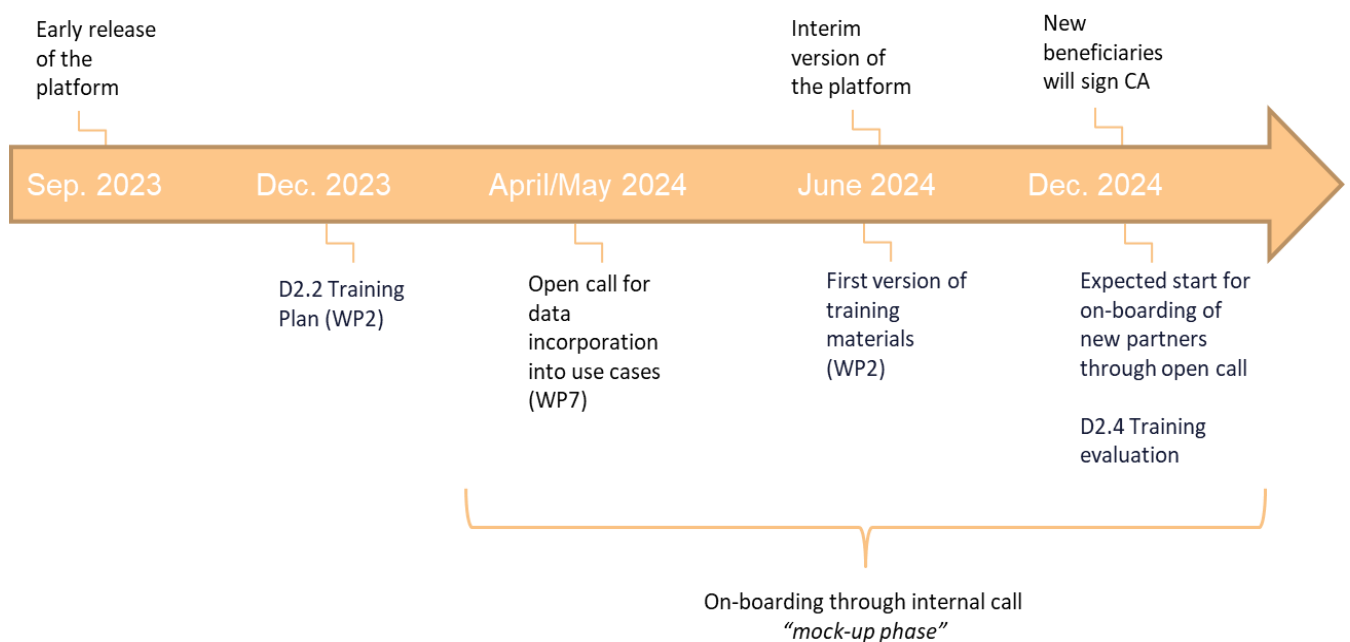 Early release
of the
platform
Interim
version of
the platform
New
beneficiaries
will sign CA
Sep. 2023
Dec. 2023
April/May 2024
June 2024
Dec. 2024
D2.2 Training
Plan (WP2)
Open call for
data
incorporation
into use cases
(WP7)
First version of
training
materials
(WP2)
Expected start for
on-boarding of
new partners
through open call
D2.4 Training
evaluation
On-boarding through internal call
“mock-up phase”